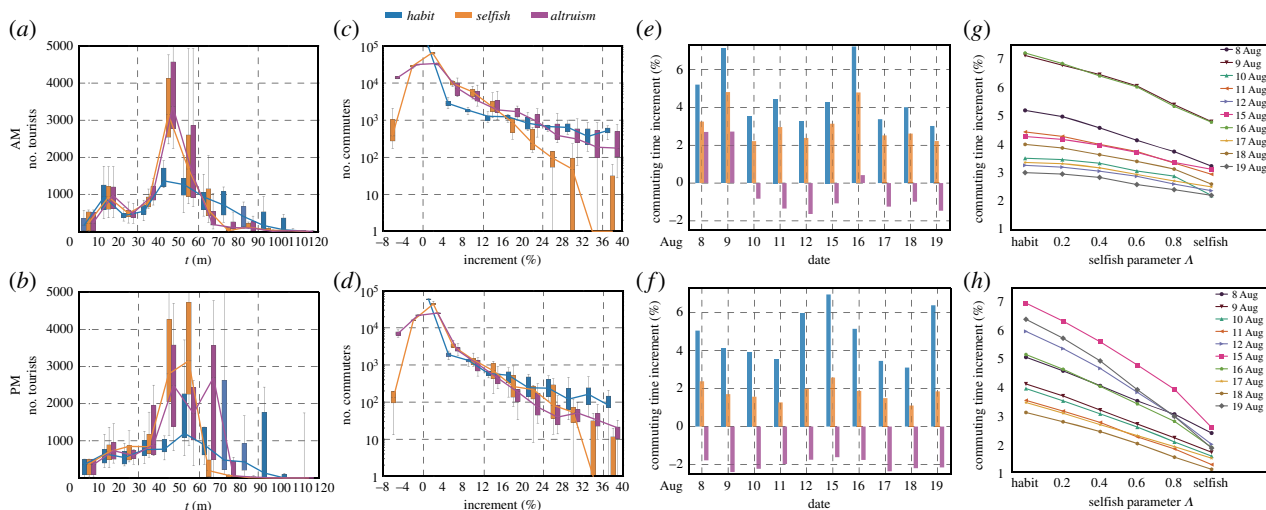 habit selfish altruism
(a)
5000
4000
3000
2000
1000
0
AM
no. tourists
10 20 30 40 50 60 70 80 90 100 110 120
t (m)
(c)
10^5
10^4
10^3
10^2
10
1
no. commuters
−8 −4 0 4 8 12 16 20 24 28 32 36 40
increment (%)
(e)
6
4
2
0
−2
commuting time increment (%)
Aug 8 9 10 11 12 15 16 17 18 19
date
(g)
7
6
5
4
3
2
1
commuting time increment (%)
habit 0.2 0.4 0.6 0.8 selfish
selfish parameter Λ
8 Aug
9 Aug
10 Aug
11 Aug
12 Aug
15 Aug
16 Aug
17 Aug
18 Aug
19 Aug
(b)
5000
4000
3000
2000
1000
0
PM
no. tourists
10 20 30 40 50 60 70 80 90 100 110 120
t (m)
(d)
10^5
10^4
10^3
10^2
10
1
no. commuters
−8 −4 0 4 8 12 16 20 24 28 32 36 40
increment (%)
(f)
6
4
2
0
−2
commuting time increment (%)
Aug 8 9 10 11 12 15 16 17 18 19
date
(h)
7
6
5
4
3
2
1
commuting time increment (%)
habit 0.2 0.4 0.6 0.8 selfish
selfish parameter Λ
8 Aug
9 Aug
10 Aug
11 Aug
12 Aug
15 Aug
16 Aug
17 Aug
18 Aug
19 Aug